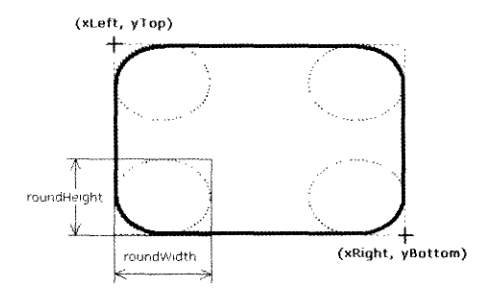 (xLeft, yTop)
roundHeight
roundWidth
(xRight, yBottom)